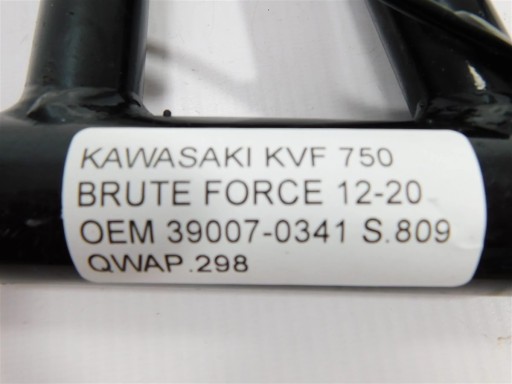 KAWASAKI KVF 750
BRUTE FORCE 12-20
OEM 39007-0341 S.809
QWAP.298